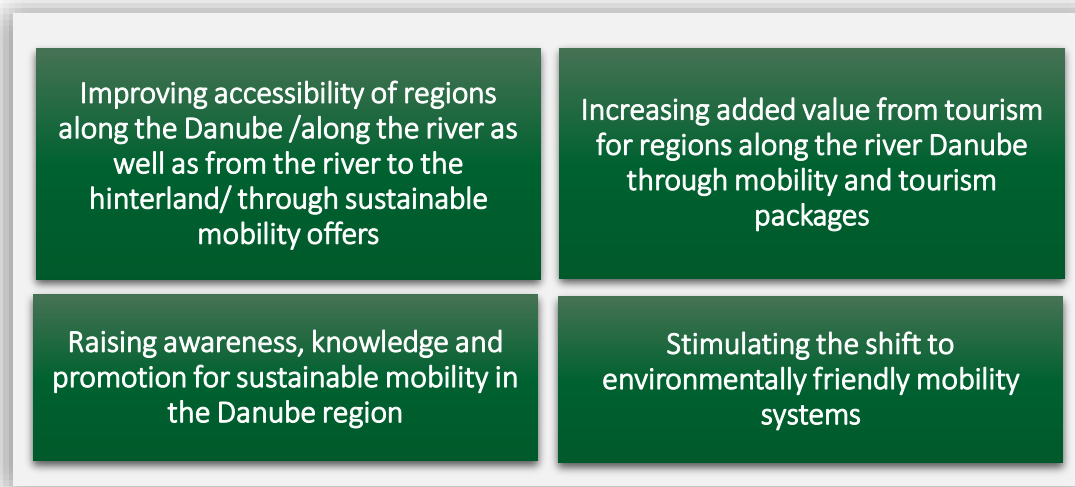 Improving accessibility of regions
along the Danube /along the river as
well as from the river to the
hinterland/ through sustainable
mobility offers
Increasing added value from tourism
for regions along the river Danube
through mobility and tourism
packages
Raising awareness, knowledge and
promotion for sustainable mobility in
the Danube region
Stimulating the shift to
environmentally friendly mobility
systems